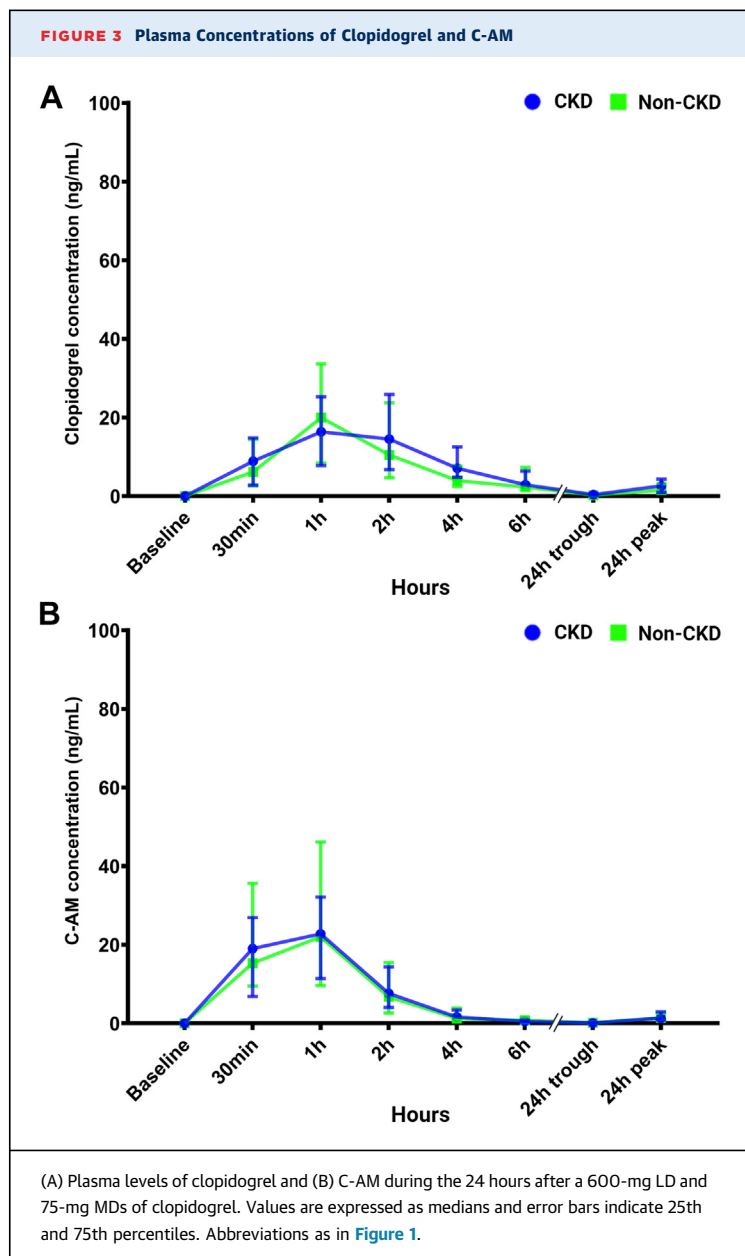 FIGURE 3 Plasma Concentrations of Clopidogrel and C-AM
A
CKD Non-CKD
Clopidogrel concentration (ng/mL)
100
80
60
40
20
0
Baseline
30min
1h
2h
4h
6h
24h trough
24h peak
Hours
B
CKD Non-CKD
C-AM concentration (ng/mL)
100
80
60
40
20
0
Baseline
30min
1h
2h
4h
6h
24h trough
24h peak
Hours
(A) Plasma levels of clopidogrel and (B) C-AM during the 24 hours after a 600-mg LD and
75-mg MDs of clopidogrel. Values are expressed as medians and error bars indicate 25th
and 75th percentiles. Abbreviations as in Figure 1.